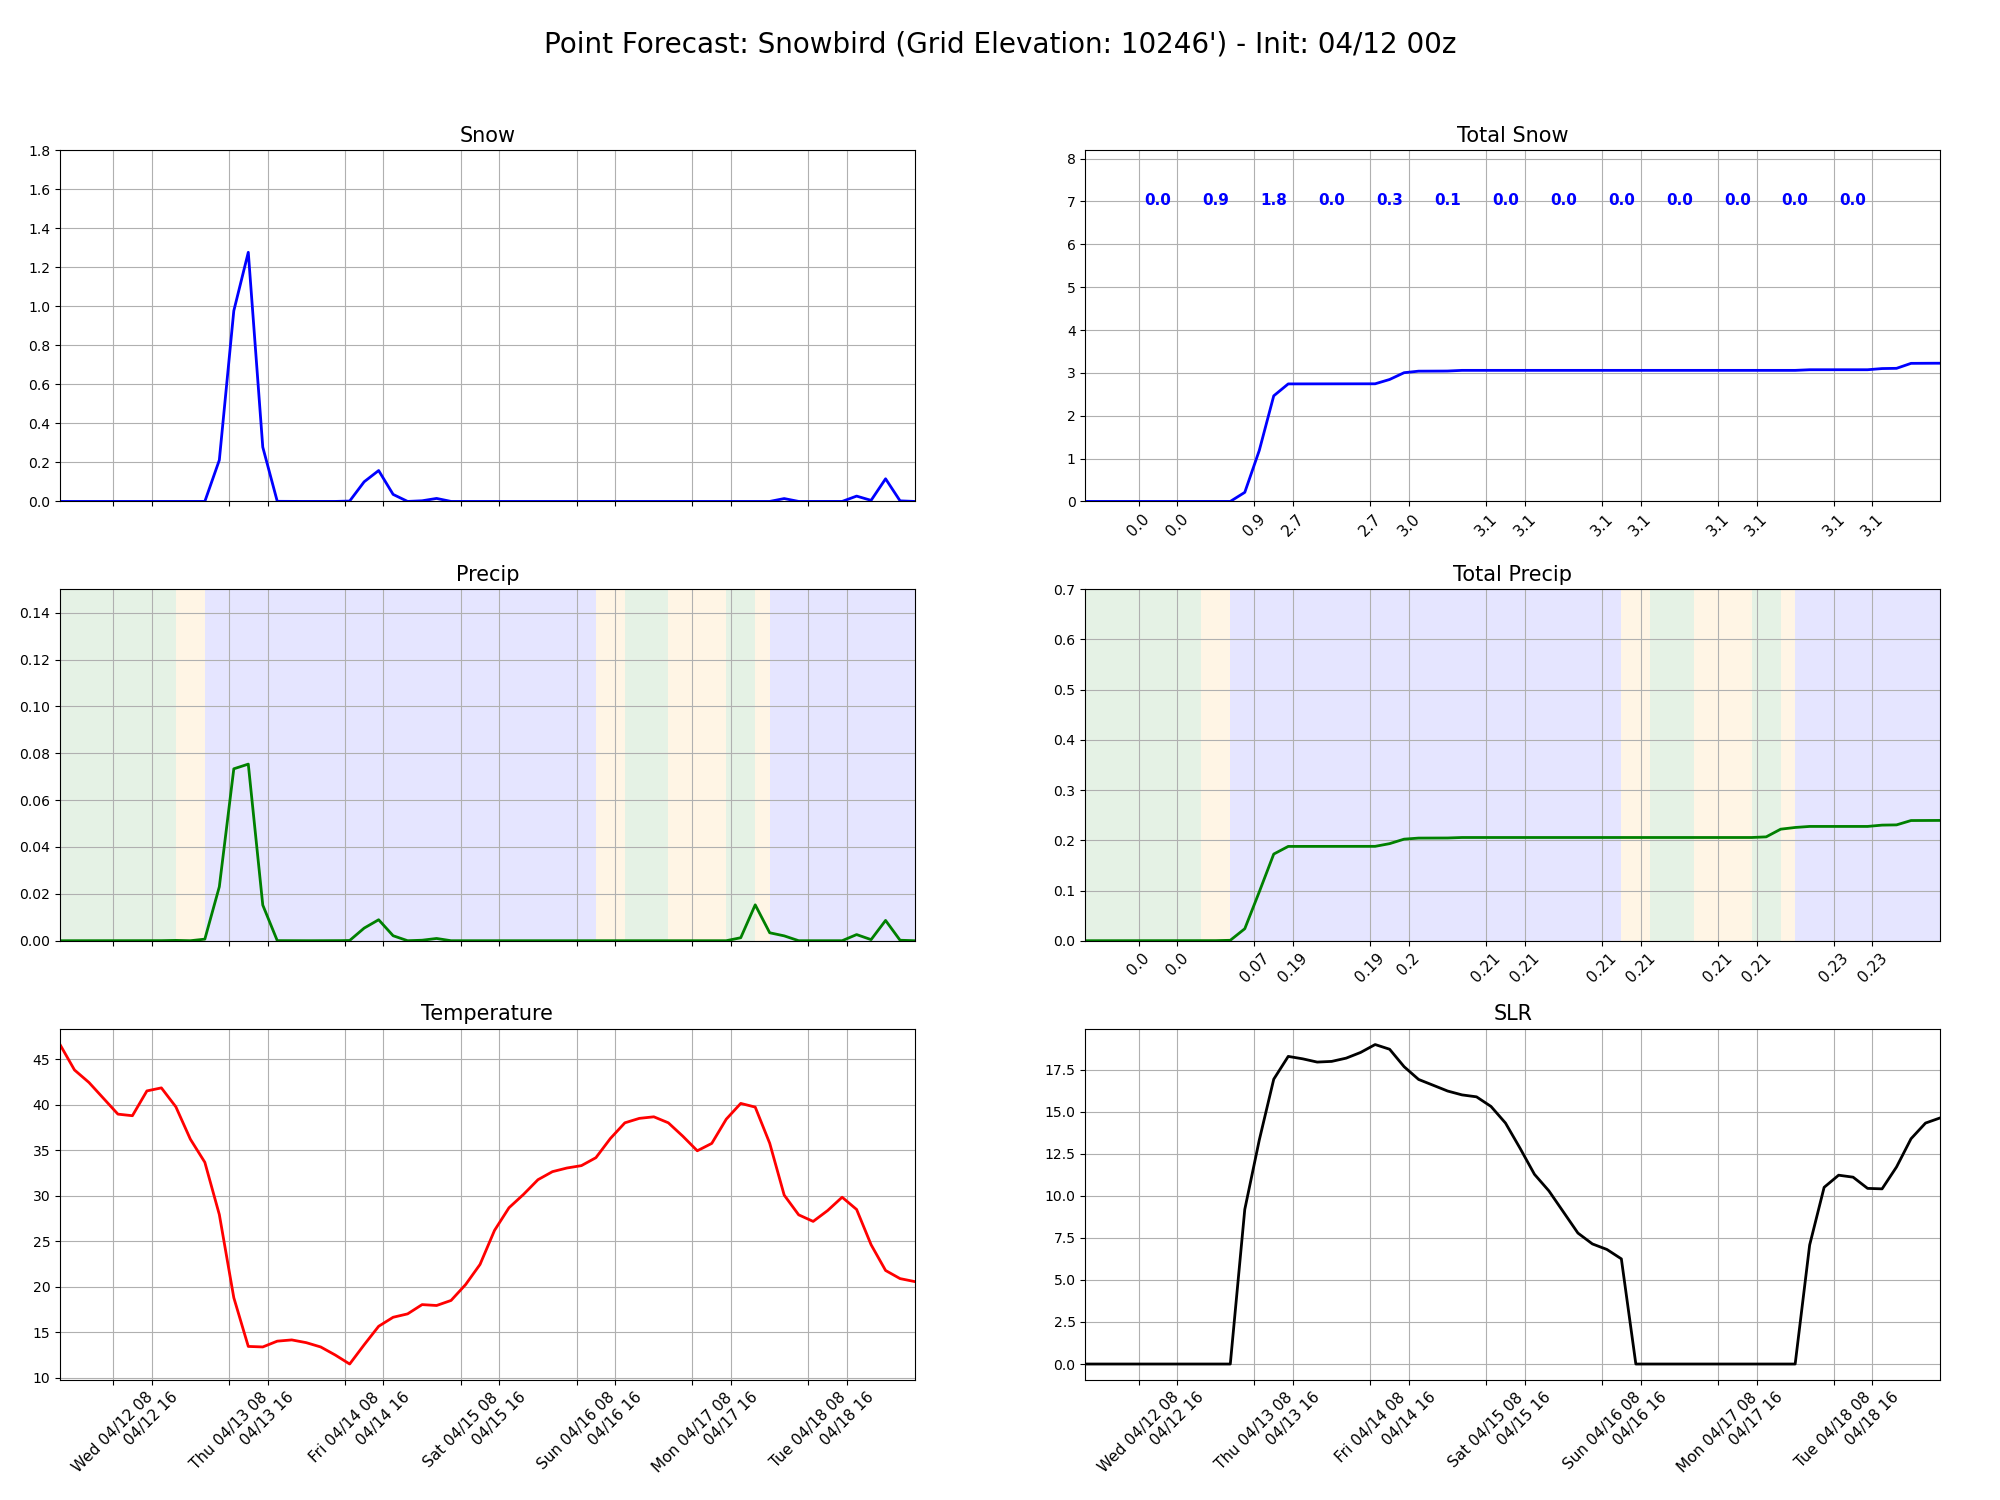 Point Forecast: Snowbird (Grid Elevation: 10246') - Init: 04/12 00z
Snow
1.8
1.6
1.4
1.2
1.0
0.8
0.6
0.4
0.2
0.0
Total Snow
8
7
6
5
4
3
2
1
0
0.0 0.9 1.8 0.0 0.3 0.1 0.0 0.0 0.0 0.0 0.0 0.0 0.0
0.0 0.0 0.9 2.7 2.7 3.0 3.1 3.1 3.1 3.1 3.1 3.1 3.1 3.1
Precip
0.14
0.12
0.10
0.08
0.06
0.04
0.02
0.00
Total Precip
0.7
0.6
0.5
0.4
0.3
0.2
0.1
0.0
0.0 0.0 0.07 0.19 0.19 0.2 0.21 0.21 0.21 0.21 0.21 0.21 0.23 0.23
Temperature
45
40
35
30
25
20
15
10
Wed 04/12 08
04/12 16
Thu 04/13 08
04/13 16
Fri 04/14 08
04/14 16
Sat 04/15 08
04/15 16
Sun 04/16 08
04/16 16
Mon 04/17 08
04/17 16
Tue 04/18 08
04/18 16
SLR
17.5
15.0
12.5
10.0
7.5
5.0
2.5
0.0
Wed 04/12 08
04/12 16
Thu 04/13 08
04/13 16
Fri 04/14 08
04/14 16
Sat 04/15 08
04/15 16
Sun 04/16 08
04/16 16
Mon 04/17 08
04/17 16
Tue 04/18 08
04/18 16